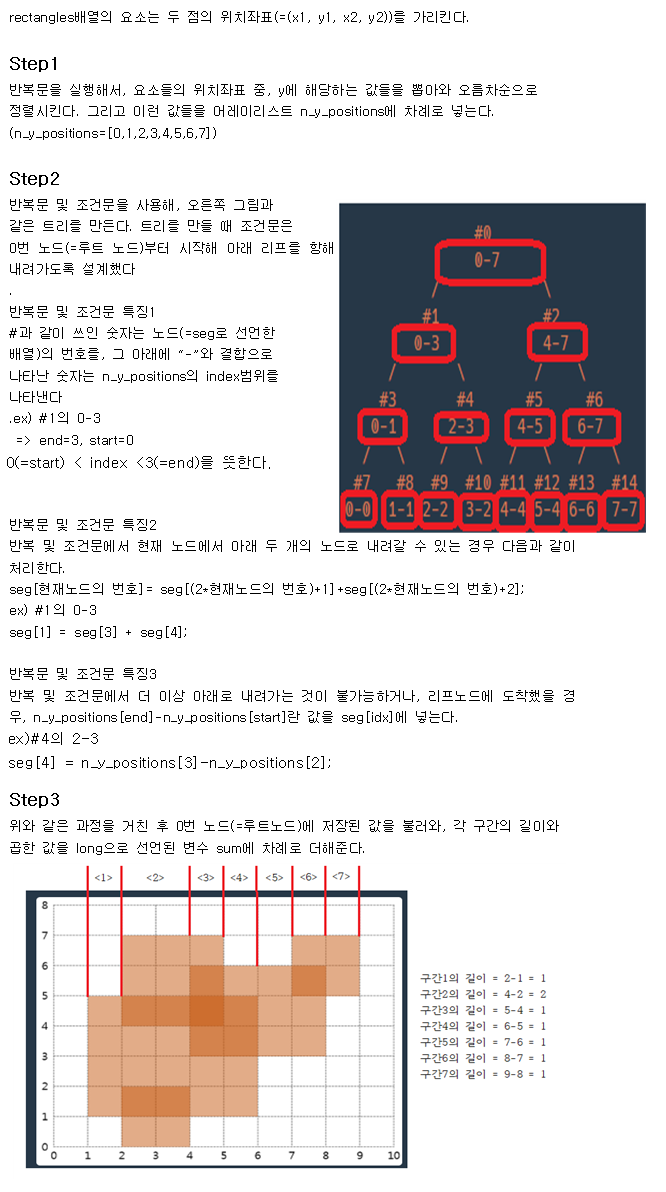 rectangles배열의 요소는 두 점의 위치좌표(=(x1, y1, x2, y2))를 가리킨다.
Step1
반복문을 실행해서, 요소들의 위치좌표 중, y에 해당하는 값들을 뽑아와 오름차순으로
정렬시킨다. 그리고 이런 값들을 어레이리스트 n_y_positions에 차례로 넣는다.
(n_y_positions=[0,1,2,3,4,5,6,7])
Step2
반복문 및 조건문을 사용해, 오른쪽 그림과
같은 트리를 만든다. 트리를 만들 때 조건문은
0번 노드(=루트 노드)부터 시작해 아래 리프를 향해
내려가도록 설계했다
.
반복문 및 조건문 특징1
#과 같이 쓰인 숫자는 노드(=seg로 선언한
배열)의 번호를, 그 아래에 "-"와 결합으로
나타난 숫자는 n_y_positions의 index범위를
나타낸다
.ex) #1의 0-3
=> end=3, start=0
0(=start) < index <3(=end)을 뜻한다.
#0
0-7
#1 #2
0-3 4-7
#3 #4 #5 #6
0-1 2-3 4-5 6-7
#7 #8 #9 #10 #11 #12 #13 #14
0-0 1-1 2-2 3-2 4-4 5-4 6-6 7-7
반복문 및 조건문 특징2
반복 및 조건문에서 현재 노드에서 아래 두 개의 노드로 내려갈 수 있는 경우 다음과 같이
처리한다.
seg[현재노드의 번호]= seg[(2*현재노드의 번호)+1]+seg[(2*현재노드의 번호)+2];
ex) #1의 0-3
seg[1] = seg[3] + seg[4];
반복문 및 조건문 특징3
반복 및 조건문에서 더 이상 아래로 내려가는 것이 불가능하거나, 리프노드에 도착했을 경
우, n_y_positions[end]-n_y_positions[start]란 값을 seg[idx]에 넣는다.
ex)#4의 2-3
seg[4] = n_y_positions[3]-n_y_positions[2];
Step3
위와 같은 과정을 거친 후 0번 노드(=루트노드)에 저장된 값을 불러와, 각 구간의 길이와
곱한 값을 long으로 선언된 변수 sum에 차례로 더해준다.
<1> <2> <3> <4> <5> <6> <7>
8
7
6
5
4
3
2
1
0
0 1 2 3 4 5 6 7 8 9 10
구간1의 길이 = 2-1 = 1
구간2의 길이 = 4-2 = 2
구간3의 길이 = 5-4 = 1
구간4의 길이 = 6-5 = 1
구간5의 길이 = 7-6 = 1
구간6의 길이 = 8-7 = 1
구간7의 길이 = 9-8 = 1